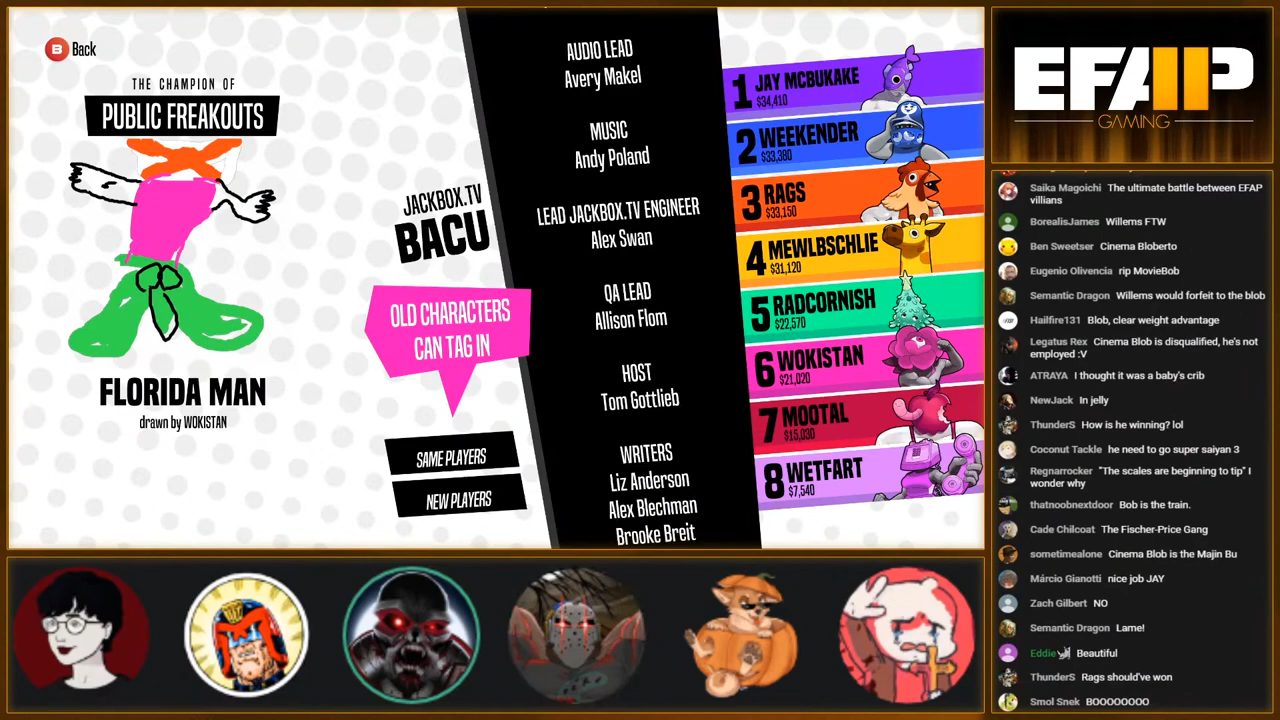 B Back
THE CHAMPION OF
PUBLIC FREAKOUTS
FLORIDA MAN
drawn by WOKISTAN
JACKBOX.TV
BACU
OLD CHARACTERS
CAN TAG IN
SAME PLAYERS
NEW PLAYERS
AUDIO LEAD
Avery Makel
MUSIC
Andy Poland
LEAD JACKBOX.TV ENGINEER
Alex Swan
QA LEAD
Allison Flom
HOST
Tom Gottlieb
WRITERS
Liz Anderson
Alex Blechman
Brooke Breit
1 JAY MCBUKAKE
$34,410
2 WEEKENDER
$33,380
3 RAGS
$33,150
4 MEWLBSCHLIE
$31,120
5 RADCORNISH
$22,570
6 WOKISTAN
$21,020
7 MOOTAL
$15,030
8 WETFART
$7,540
EFAP
GAMING
Saika Magoichi The ultimate battle between EFAP
villians
BorealisJames Willems FTW
Ben Sweetser Cinema Bloberto
Eugenio Olivencia rip MovieBob
Semantic Dragon Willems would forfeit to the blob
Hailfire131 Blob, clear weight advantage
Legatus Rex Cinema Blob is disqualified, he's not
employed :V
ATRAYA I thought it was a baby's crib
NewJack In jelly
ThunderS How is he winning? lol
Coconut Tackle he need to go super saiyan 3
Regnarrocker "The scales are beginning to tip" I
wonder why
thatnoobnextdoor Bob is the train.
Cade Chilcoat The Fischer-Price Gang
sometimealone Cinema Blob is the Majin Bu
Márcio Gianotti nice job JAY
Zach Gilbert NO
Semantic Dragon Lame!
Eddie Beautiful
ThunderS Rags should've won
Smol Snek BOOOOOOOO